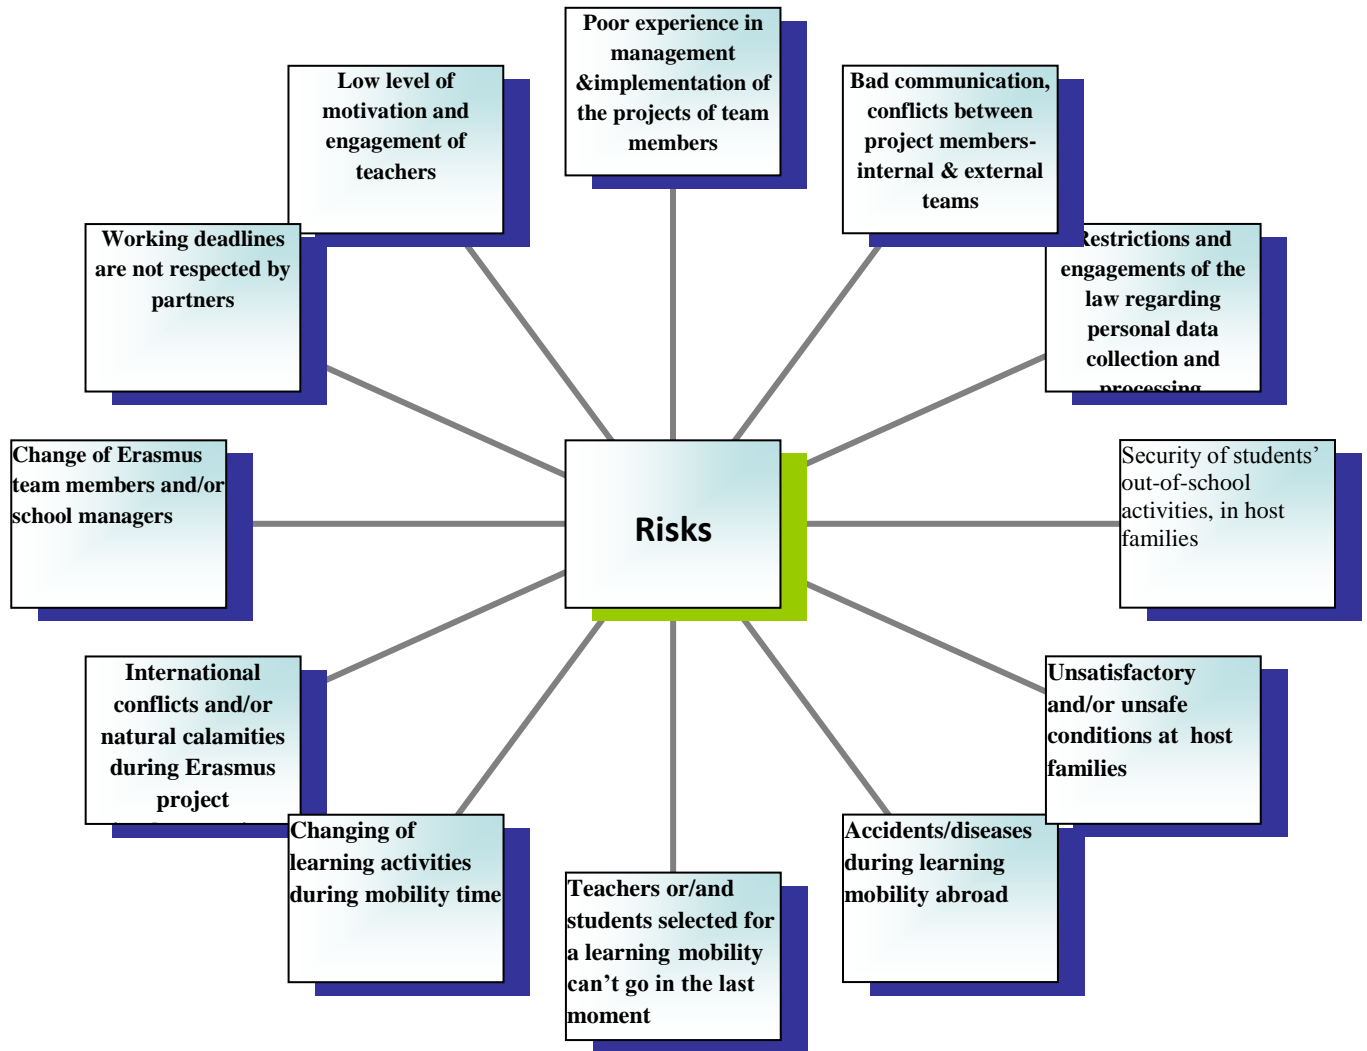 Poor experience in
management
&implementation of
the projects of team
members
Bad communication,
conflicts between
project members-
internal & external
teams
Restrictions and
engagements of the
law regarding
personal data
collection and
processing
Security of students’
out-of-school
activities, in host
families
Unsatisfactory
and/or unsafe
conditions at host
families
Accidents/diseases
during learning
mobility abroad
Teachers or/and
students selected for
a learning mobility
can’t go in the last
moment
Changing of
learning activities
during mobility time
International
conflicts and/or
natural calamities
during Erasmus
project
Change of Erasmus
team members and/or
school managers
Working deadlines
are not respected by
partners
Low level of
motivation and
engagement of
teachers
Risks